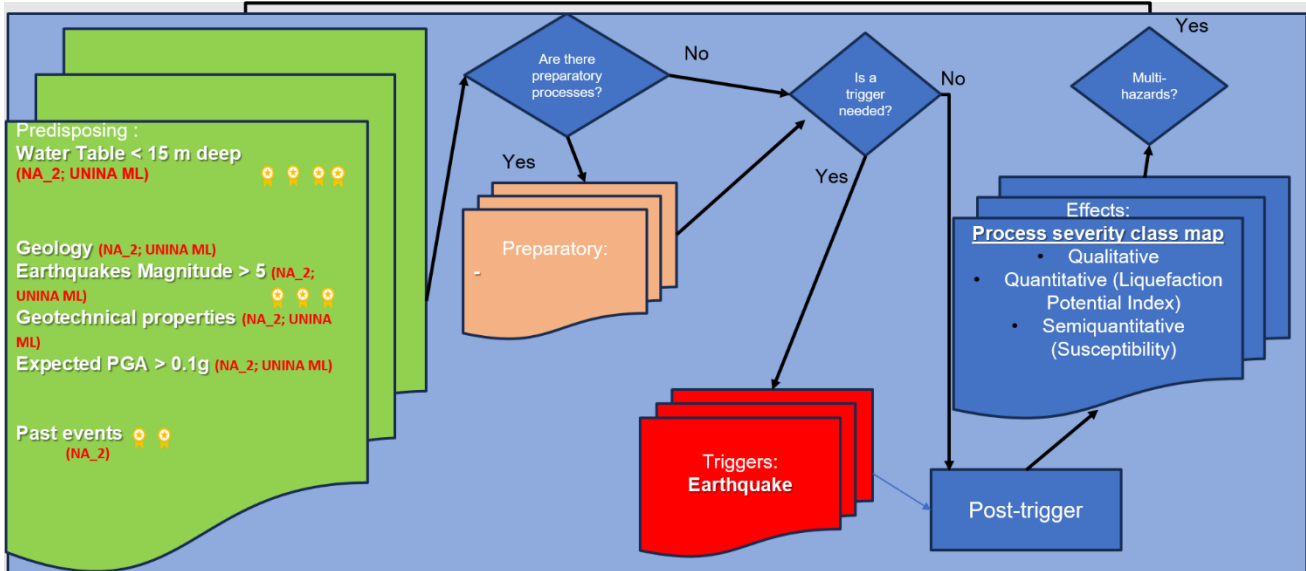 Predisposing :
Water Table < 15 m deep
(NA_2; UNINA ML)
Geology (NA_2; UNINA ML)
Earthquakes Magnitude > 5 (NA_2;
UNINA ML)
Geotechnical properties (NA_2; UNINA
ML)
Expected PGA > 0.1g (NA_2; UNINA ML)
Past events
(NA_2)
Are there
preparatory
processes?
No
Yes
Preparatory:
-
Is a
trigger
needed?
No
Yes
Triggers:
Earthquake
Post-trigger
Effects:
Process severity class map
• Qualitative
• Quantitative (Liquefaction
Potential Index)
• Semiquantitative
(Susceptibility)
Multi-
hazards?
Yes